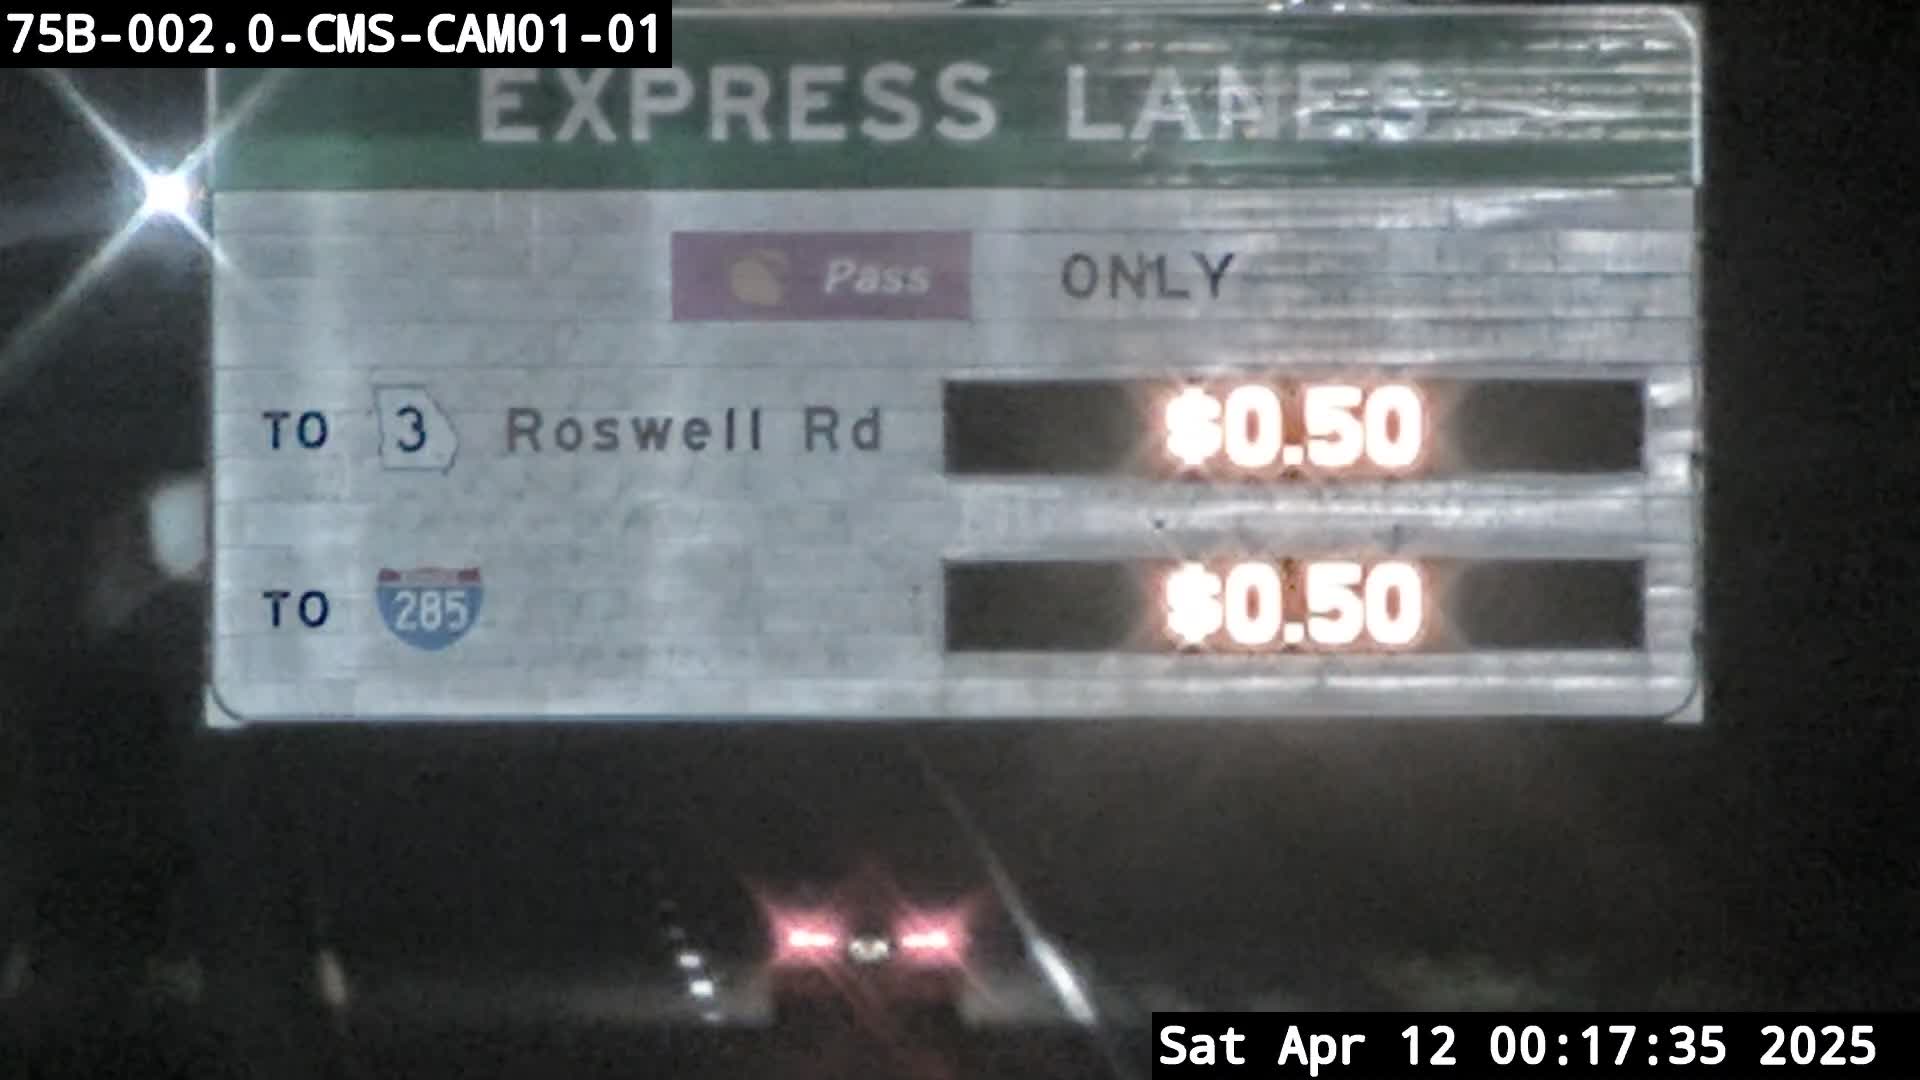 75B-002.0-CMS-CAM01-01
EXPRESS LANES
Pass ONLY
TO 3 Roswell Rd $0.50
TO 285 $0.50
Sat Apr 12 00:17:35 2025